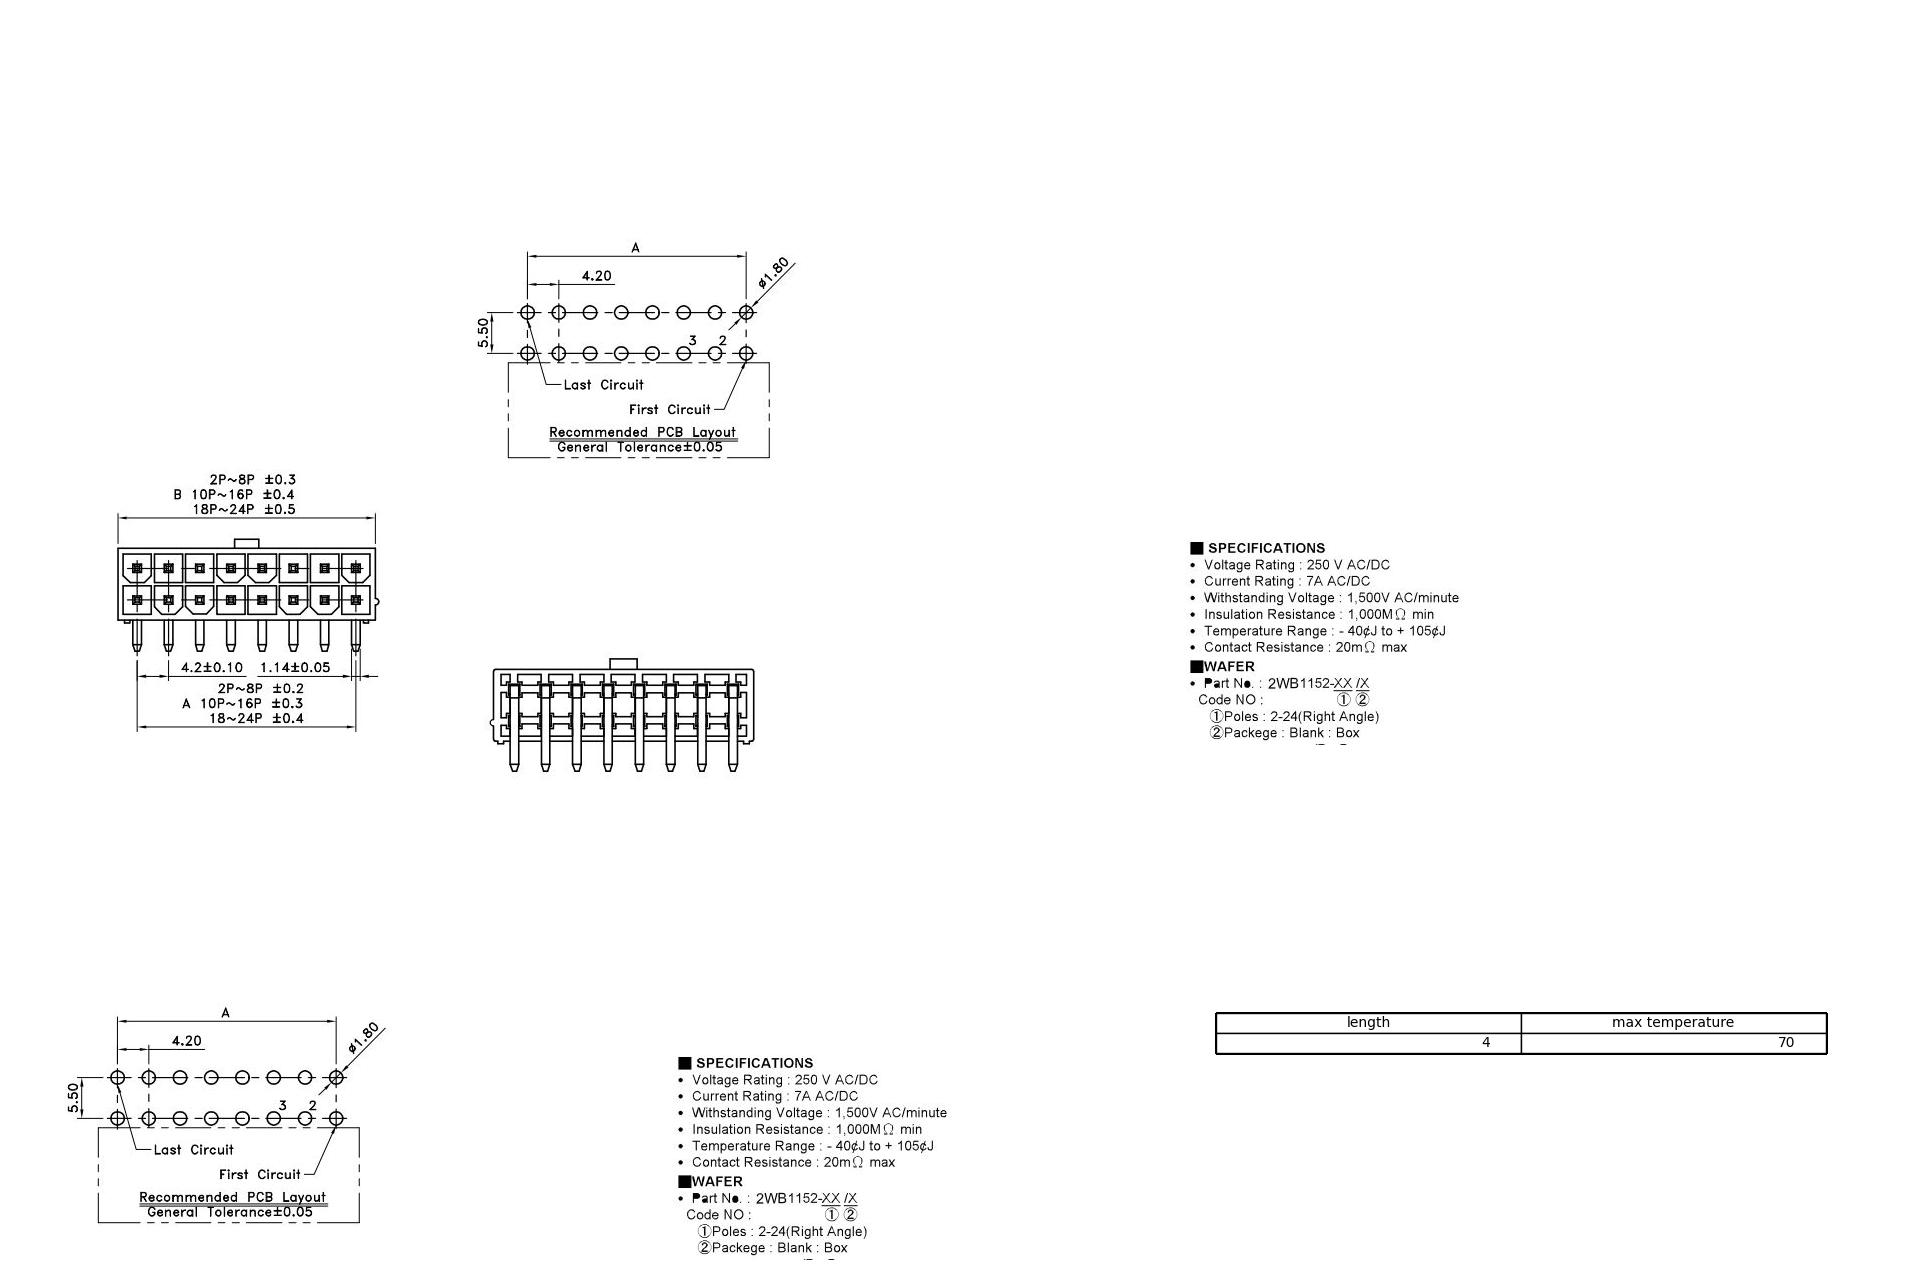 A
4.20
ø1.80
5.50
3 2
Last Circuit
First Circuit
Recommended PCB Layout
General Tolerance±0.05
2P~8P ±0.3
B 10P~16P ±0.4
18P~24P ±0.5
4.2±0.10 1.14±0.05
2P~8P ±0.2
A 10P~16P ±0.3
18~24P ±0.4
■ SPECIFICATIONS
• Voltage Rating : 250 V AC/DC
• Current Rating : 7A AC/DC
• Withstanding Voltage : 1,500V AC/minute
• Insulation Resistance : 1,000MΩ min
• Temperature Range : - 40¢J to + 105¢J
• Contact Resistance : 20mΩ max
■WAFER
• Part No. : 2WB1152-XX /X
Code NO : ① ②
①Poles : 2-24(Right Angle)
②Packege : Blank : Box
A
4.20
ø1.80
5.50
3 2
Last Circuit
First Circuit
Recommended PCB Layout
General Tolerance±0.05
■ SPECIFICATIONS
• Voltage Rating : 250 V AC/DC
• Current Rating : 7A AC/DC
• Withstanding Voltage : 1,500V AC/minute
• Insulation Resistance : 1,000MΩ min
• Temperature Range : - 40¢J to + 105¢J
• Contact Resistance : 20mΩ max
■WAFER
• Part No. : 2WB1152-XX /X
Code NO : ① ②
①Poles : 2-24(Right Angle)
②Packege : Blank : Box
length max temperature
4 70